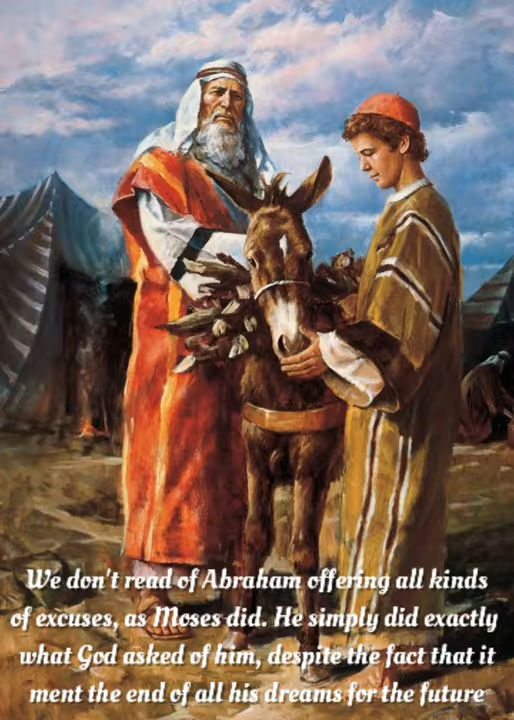 We don't read of Abraham offering all kinds
of excuses, as Moses did. He simply did exactly
what God asked of him, despite the fact that it
ment the end of all his dreams for the future